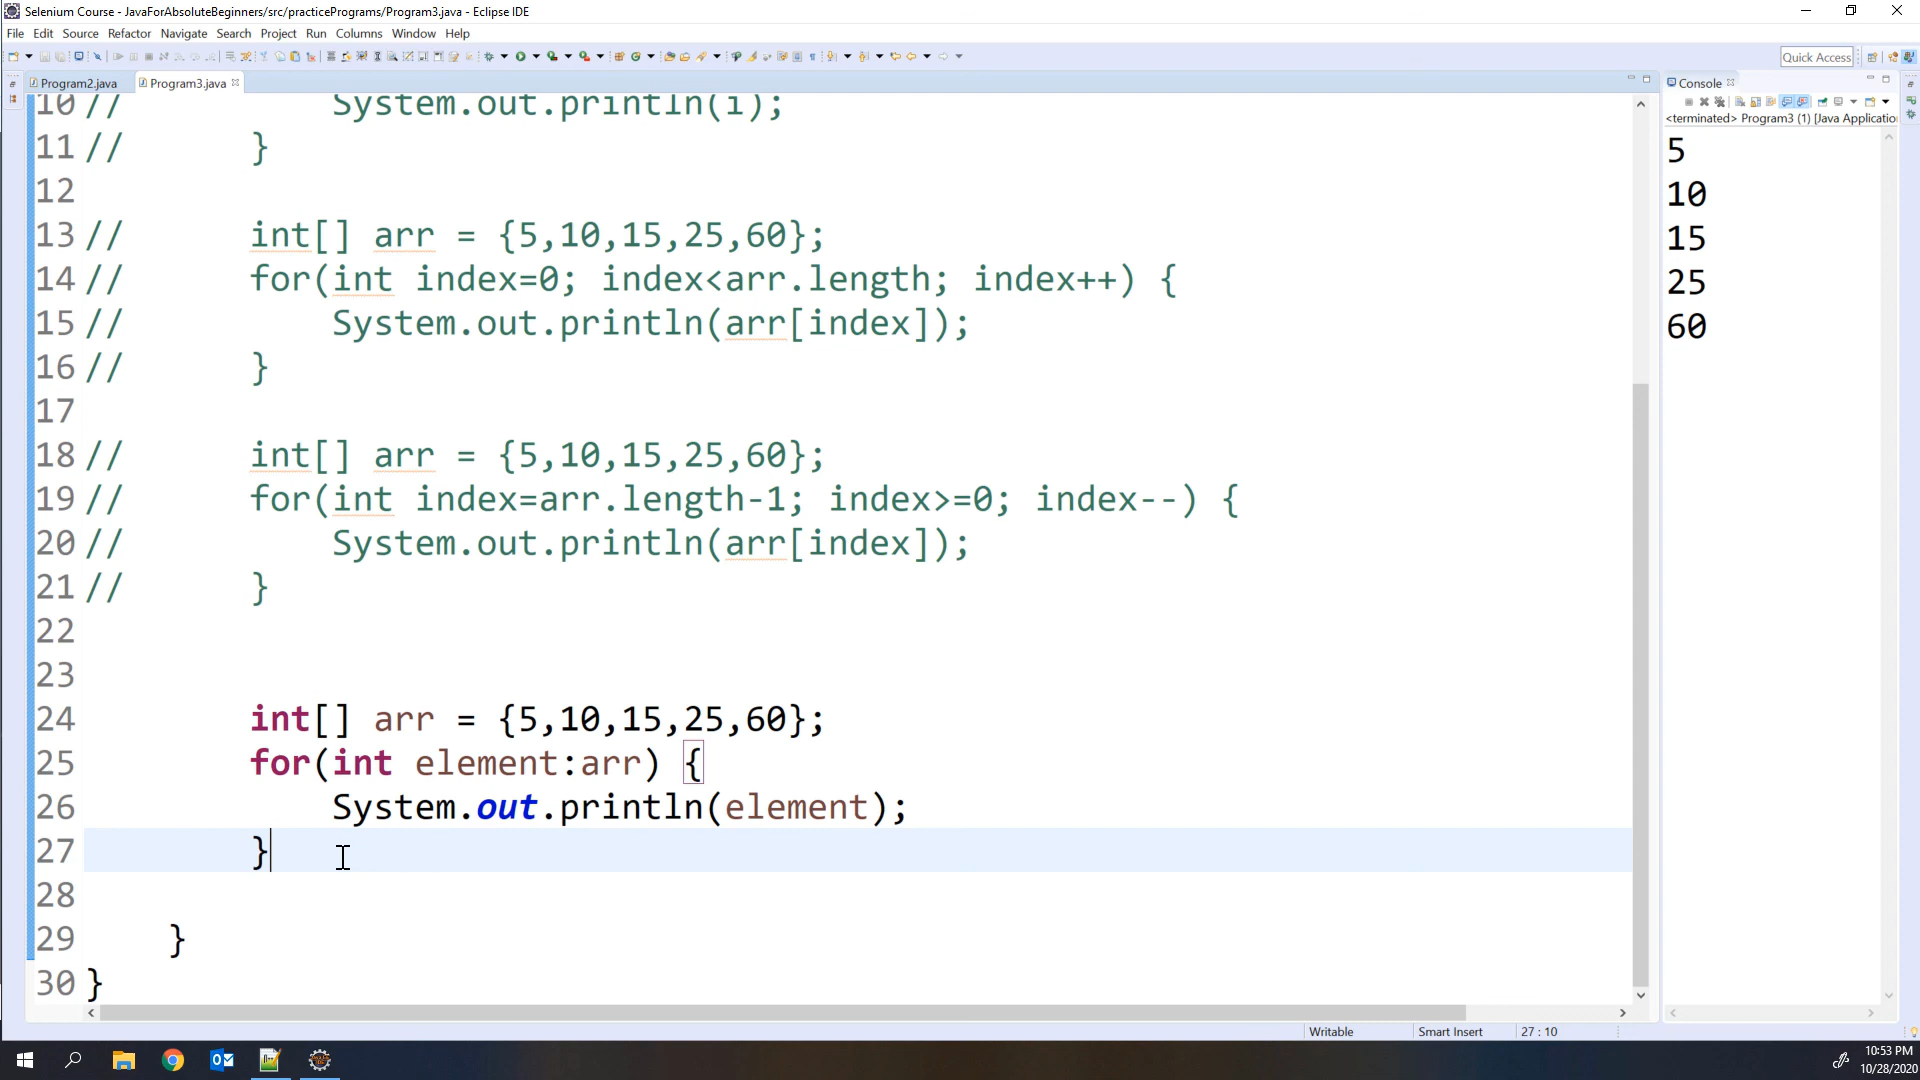 Selenium Course - JavaForAbsoluteBeginners/src/practicePrograms/Program3.java - Eclipse IDE
File Edit Source Refactor Navigate Search Project Run Columns Window Help
Quick Access
Program2.java Program3.java
Console
<terminated> Program3 (1) [Java Applicatio
10 // System.out.println(i);
11 // }
12
13 // int[] arr = {5,10,15,25,60};
14 // for(int index=0; index<arr.length; index++) {
15 // System.out.println(arr[index]);
16 // }
17
18 // int[] arr = {5,10,15,25,60};
19 // for(int index=arr.length-1; index>=0; index--) {
20 // System.out.println(arr[index]);
21 // }
22
23
24 int[] arr = {5,10,15,25,60};
25 for(int element:arr) {
26 System.out.println(element);
27 }
28
29 }
30 }
5
10
15
25
60
Writable Smart Insert 27 : 10
10:53 PM
10/28/2020